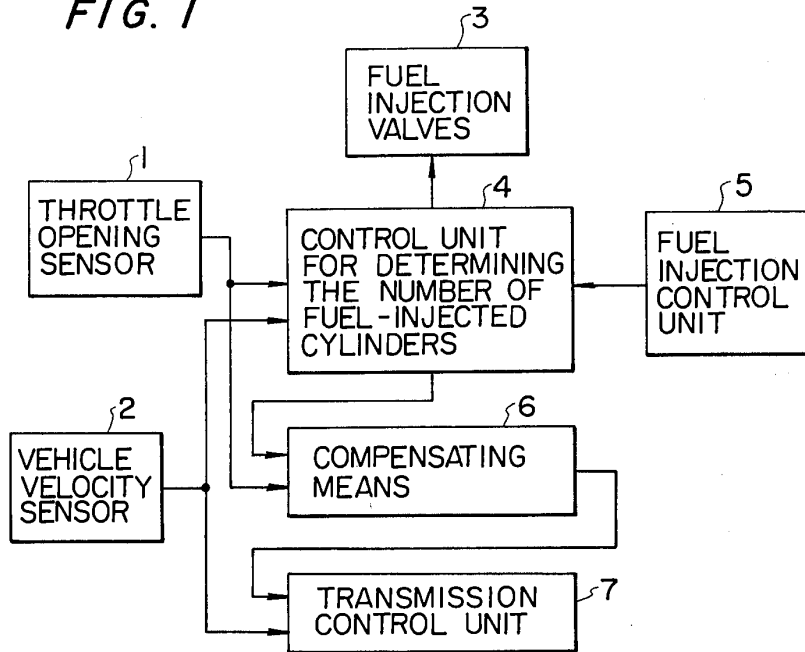 FIG. 1
3
FUEL
INJECTION
VALVES
1
THROTTLE
OPENING
SENSOR
4
CONTROL UNIT
FOR DETERMINING
THE NUMBER OF
FUEL-INJECTED
CYLINDERS
5
FUEL
INJECTION
CONTROL
UNIT
2
VEHICLE
VELOCITY
SENSOR
6
COMPENSATING
MEANS
7
TRANSMISSION
CONTROL UNIT